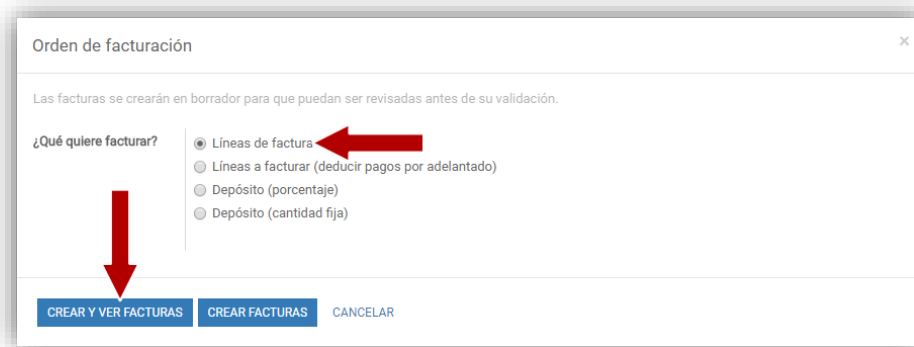 Orden de facturación
×
Las facturas se crearán en borrador para que puedan ser revisadas antes de su validación.
¿Qué quiere facturar?
Líneas de factura
Líneas a facturar (deducir pagos por adelantado)
Depósito (porcentaje)
Depósito (cantidad fija)
CREAR Y VER FACTURAS CREAR FACTURAS CANCELAR